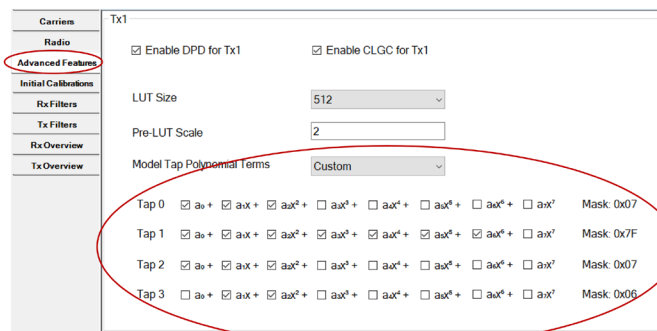 Tx1
Carriers
Radio
Advanced Features
Initial Calibrations
Rx Filters
Tx Filters
Rx Overview
Tx Overview
Enable DPD for Tx1 Enable CLGC for Tx1
LUT Size 512
Pre-LUT Scale 2
Model Tap Polynomial Terms Custom
Tap 0 a₀ + a₁x + a₂x² + a₃x³ + a₄x⁴ + a₅x⁵ + a₆x⁶ + a₇x⁷ Mask: 0x07
Tap 1 a₀ + a₁x + a₂x² + a₃x³ + a₄x⁴ + a₅x⁵ + a₆x⁶ + a₇x⁷ Mask: 0x7F
Tap 2 a₀ + a₁x + a₂x² + a₃x³ + a₄x⁴ + a₅x⁵ + a₆x⁶ + a₇x⁷ Mask: 0x07
Tap 3 a₀ + a₁x + a₂x² + a₃x³ + a₄x⁴ + a₅x⁵ + a₆x⁶ + a₇x⁷ Mask: 0x06